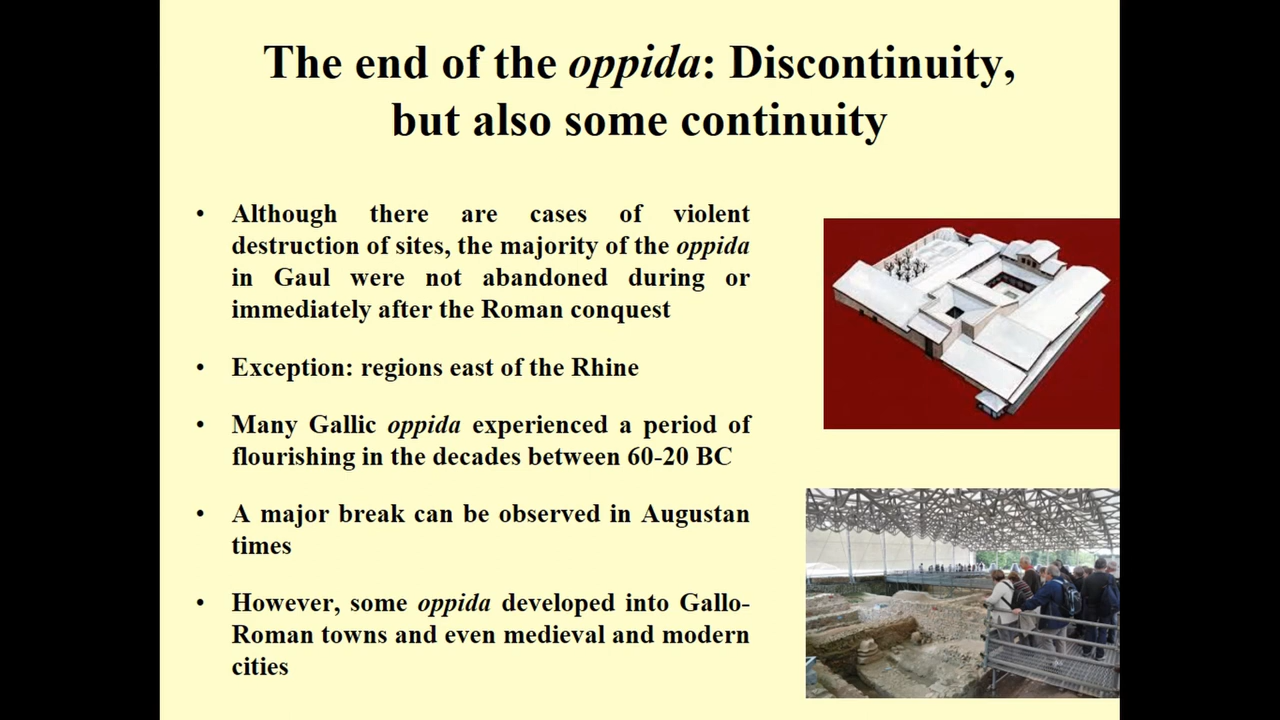 The end of the oppida: Discontinuity,
but also some continuity
• Although there are cases of violent
destruction of sites, the majority of the oppida
in Gaul were not abandoned during or
immediately after the Roman conquest
• Exception: regions east of the Rhine
• Many Gallic oppida experienced a period of
flourishing in the decades between 60-20 BC
• A major break can be observed in Augustan
times
• However, some oppida developed into Gallo-
Roman towns and even medieval and modern
cities